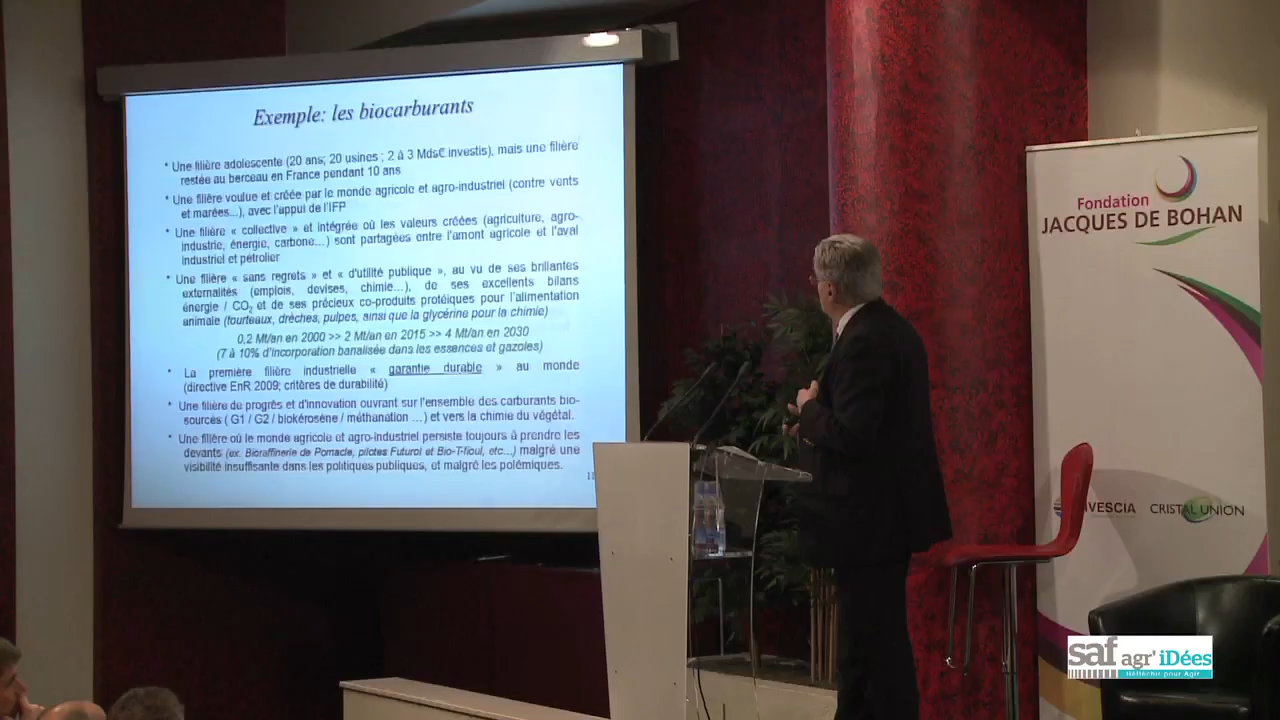 Exemple: les biocarburants
* Une filière adolescente (20 ans; 20 usines ; 2 à 3 Mds€ investis), mais une filière
restée au berceau en France pendant 10 ans
* Une filière voulue et créée par le monde agricole et agro-industriel (contre vents
et marées...), avec l'appui de l'IFP
* Une filière « collective » et intégrée où les valeurs créées (agriculture, agro-
industrie, énergie, carbone…) sont partagées entre l'amont agricole et l'aval
industriel et pétrolier
* Une filière « sans regrets » et « d'utilité publique », au vu de ses brillantes
externalités (emplois, devises, chimie…), de ses excellents bilans
énergie / CO2 et de ses précieux co-produits protéiques pour l'alimentation
animale (tourteaux, drèches, pulpes, ainsi que la glycérine pour la chimie)
0,2 Mt/an en 2000 >> 2 Mt/an en 2015 >> 4 Mt/an en 2030
(7 à 10% d'incorporation banalisée dans les essences et gazoles)
* La première filière industrielle « garantie durable » au monde
(directive EnR 2009; critères de durabilité)
* Une filière de progrès et d'innovation ouvrant sur l'ensemble des carburants bio-
sourcés ( G1 / G2 / biokérosène / méthanation …) et vers la chimie du végétal.
* Une filière où le monde agricole et agro-industriel persiste toujours à prendre les
devants (ex. Bioraffinerie de Pomacle, pilotes Futurol et Bio-T-fioul, etc…) malgré une
visibilité insuffisante dans les politiques publiques, et malgré les polémiques.
Fondation
JACQUES DE BOHAN
VIVESCIA CRISTAL UNION
saf agr' iDées
Réfléchir pour Agir